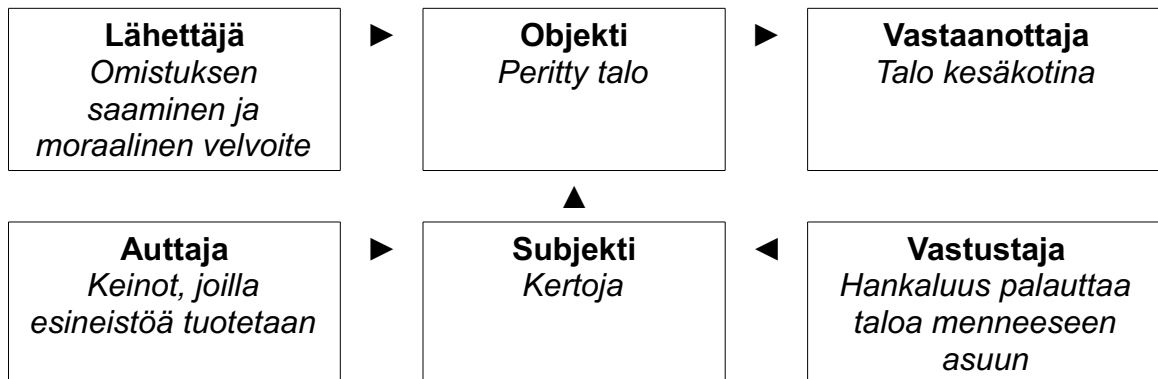 Lähettäjä
Omistuksen
saaminen ja
moraalinen velvoite
Objekti
Peritty talo
Vastaanottaja
Talo kesäkotina
Auttaja
Keinot, joilla
esineistöä tuotetaan
Subjekti
Kertoja
Vastustaja
Hankaluus palauttaa
taloa menneeseen
asuun